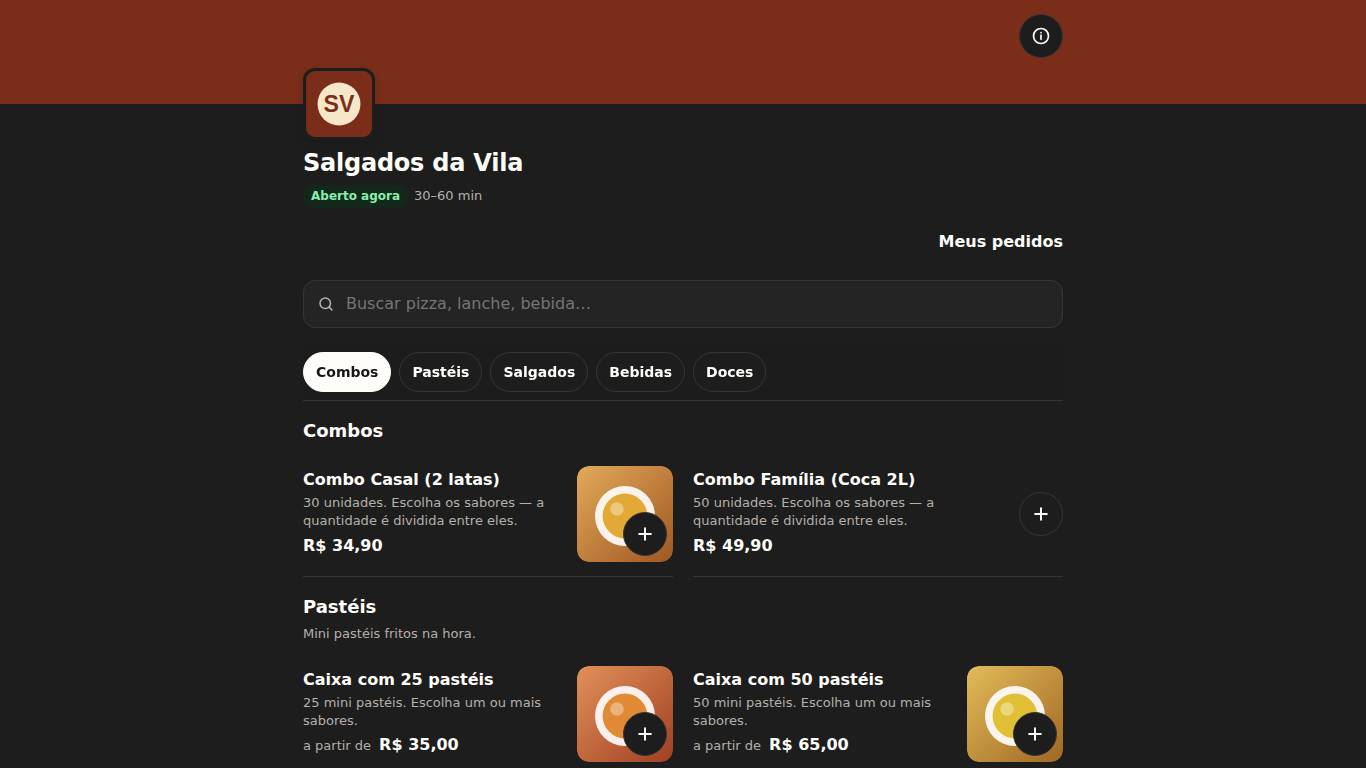 SV
Salgados da Vila
Aberto agora 30–60 min
Meus pedidos
Buscar pizza, lanche, bebida…
Combos Pastéis Salgados Bebidas Doces
Combos
Combo Casal (2 latas)
30 unidades. Escolha os sabores — a
quantidade é dividida entre eles.
R$ 34,90
Combo Família (Coca 2L)
50 unidades. Escolha os sabores — a
quantidade é dividida entre eles.
R$ 49,90
Pastéis
Mini pastéis fritos na hora.
Caixa com 25 pastéis
25 mini pastéis. Escolha um ou mais
sabores.
a partir de R$ 35,00
Caixa com 50 pastéis
50 mini pastéis. Escolha um ou mais
sabores.
a partir de R$ 65,00